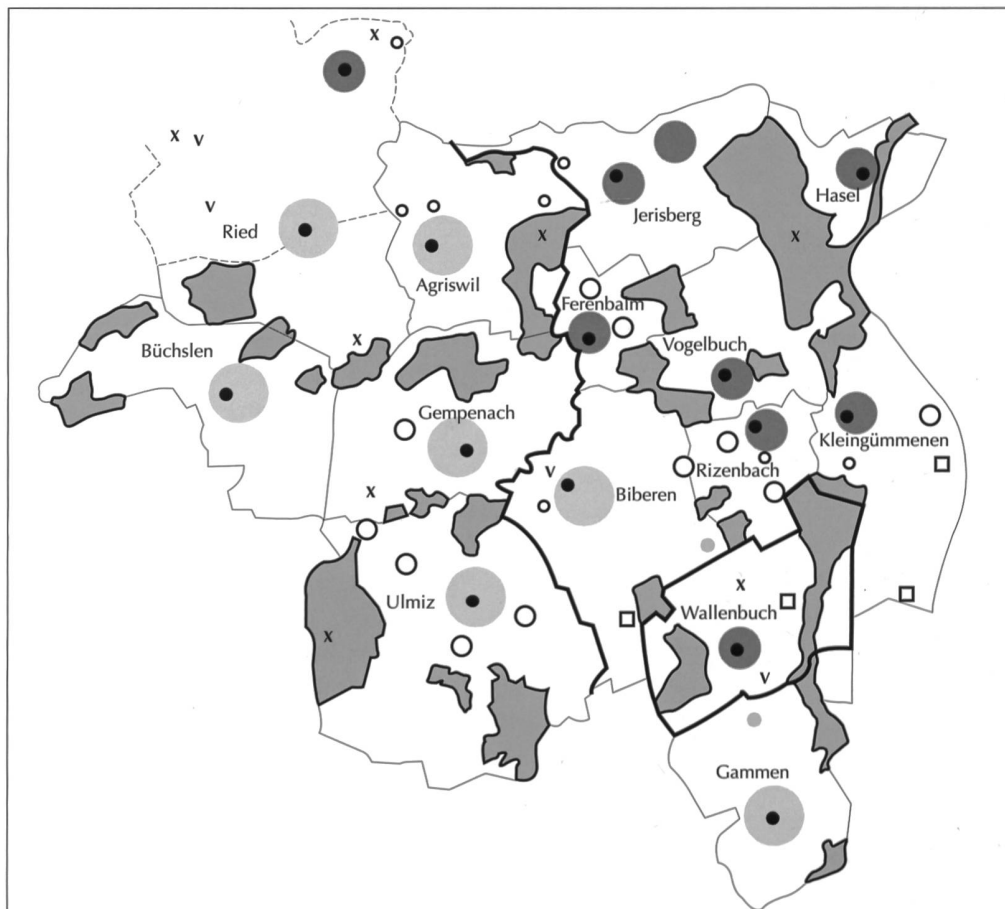 x
x
v
v
Ried
Agriswil
x
Jerisberg
Hasel
x
Ferenbalm
Büchslen
x
Vogelbuch
Gempenach
Kleingümmenen
Rizenbach
v
Biberen
x
Ulmiz
x
x
Wallenbuch
v
Gammen